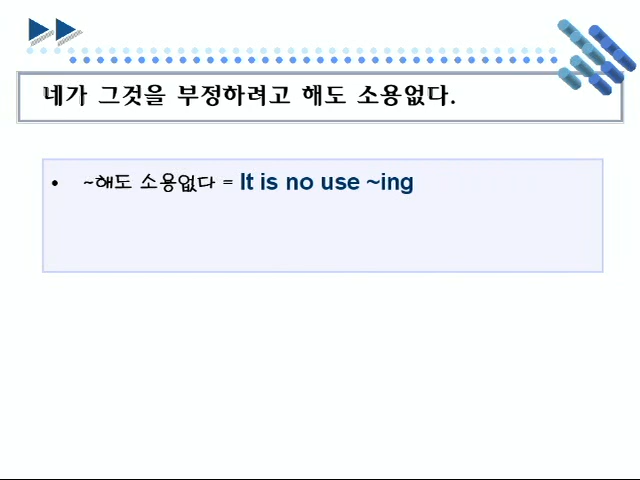 네가 그것을 부정하려고 해도 소용없다.
• ~해도 소용없다 = It is no use ~ing